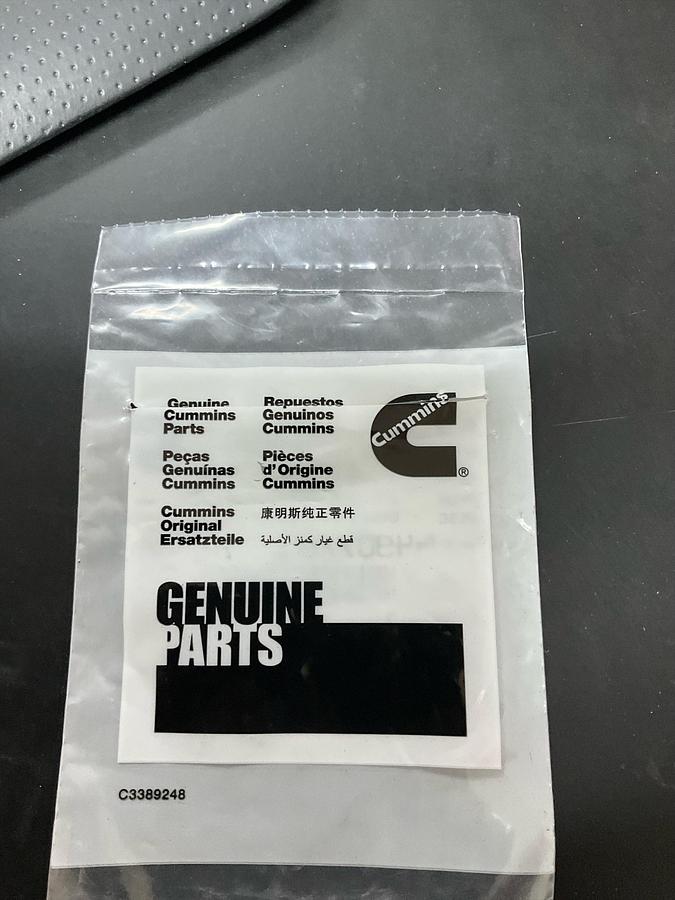 Genuine
Cummins
Parts
Repuestos
Genuinos
Cummins
Cummins
®
Peças
Genuínas
Cummins
Pièces
d'Origine
Cummins
Cummins
Original
Ersatzteile
康明斯纯正零件
قطع غيار كمنز الأصلية
GENUINE
PARTS
C3389248